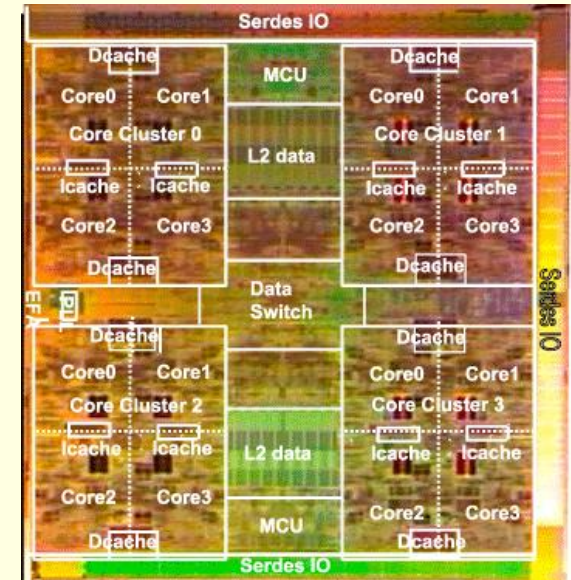 Serdes IO
Dcache
Core0 Core1
Core Cluster 0
Icache Icache
Core2 Core3
Dcache
MCU
L2 data
Dcache
Core0 Core1
Core Cluster 1
Icache Icache
Core2 Core3
Dcache
Data
Switch
Serdes IO
EFA
Dcache
Core0 Core1
Core Cluster 2
Icache Icache
Core2 Core3
Dcache
L2 data
MCU
Dcache
Core0 Core1
Core Cluster 3
Icache Icache
Core2 Core3
Dcache
Serdes IO